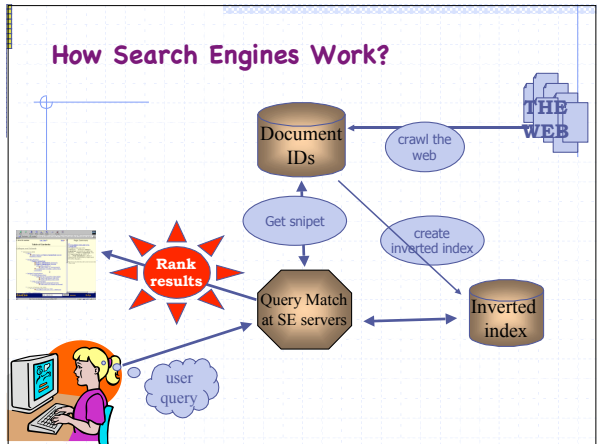 How Search Engines Work?
THE
WEB
Document
IDs
crawl the
web
Get snipet
create
inverted index
Rank
results
Query Match
at SE servers
Inverted
index
user
query